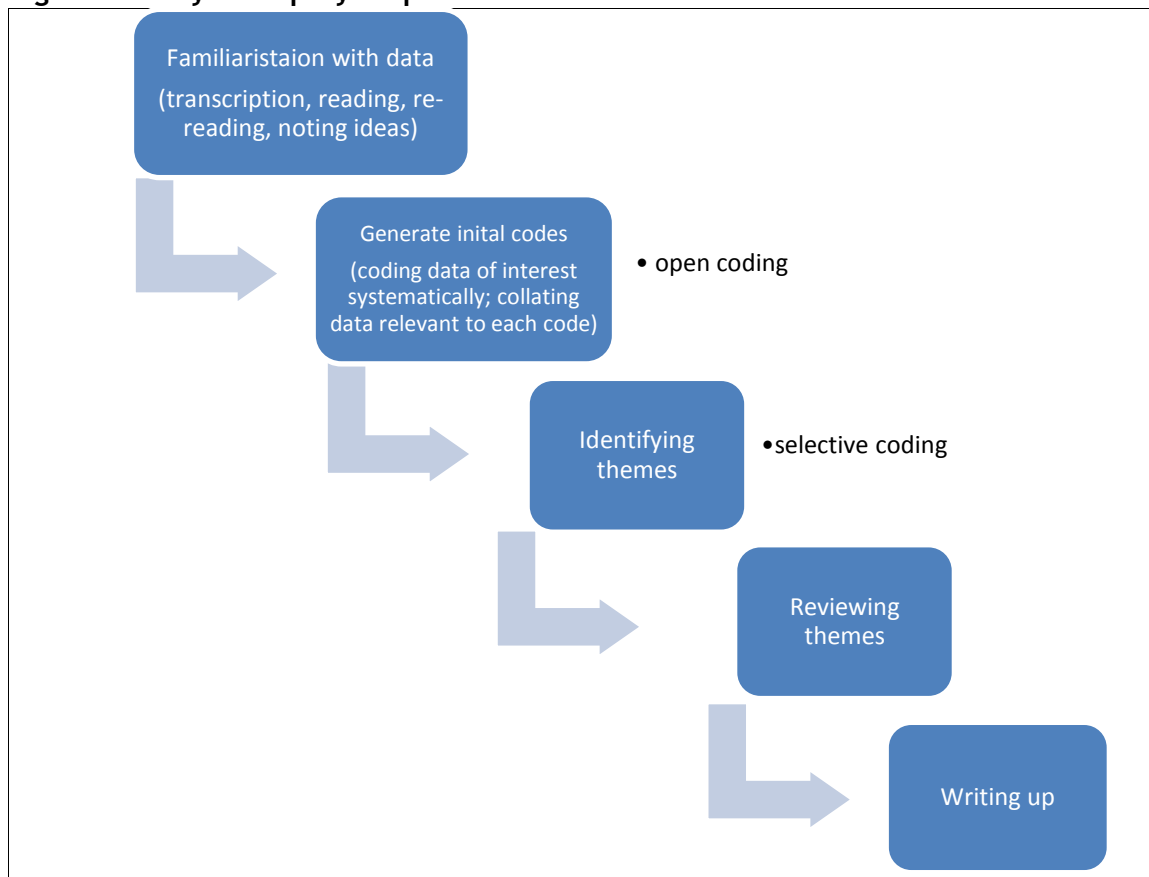 Familiaristaion with data
(transcription, reading, re-
reading, noting ideas)
Generate inital codes
(coding data of interest
systematically; collating
data relevant to each code)
• open coding
Identifying
themes
•selective coding
Reviewing
themes
Writing up